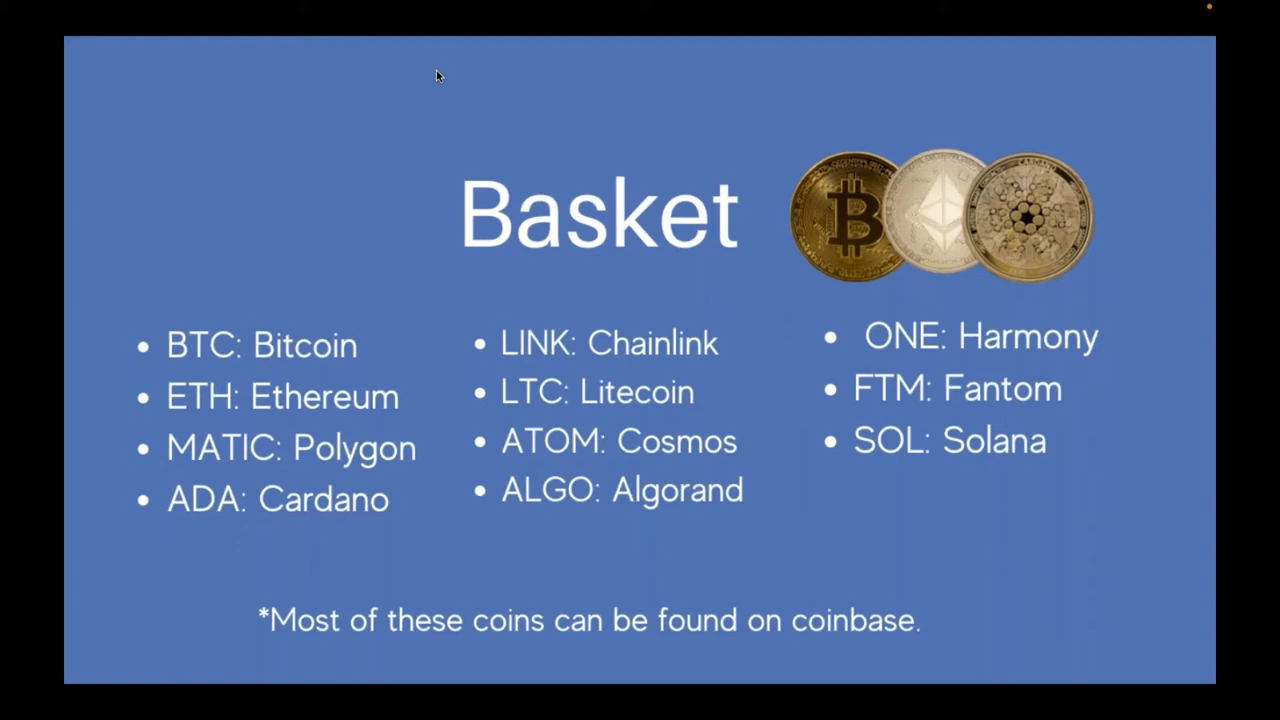 Basket
• BTC: Bitcoin
• ETH: Ethereum
• MATIC: Polygon
• ADA: Cardano
• LINK: Chainlink
• LTC: Litecoin
• ATOM: Cosmos
• ALGO: Algorand
• ONE: Harmony
• FTM: Fantom
• SOL: Solana
*Most of these coins can be found on coinbase.